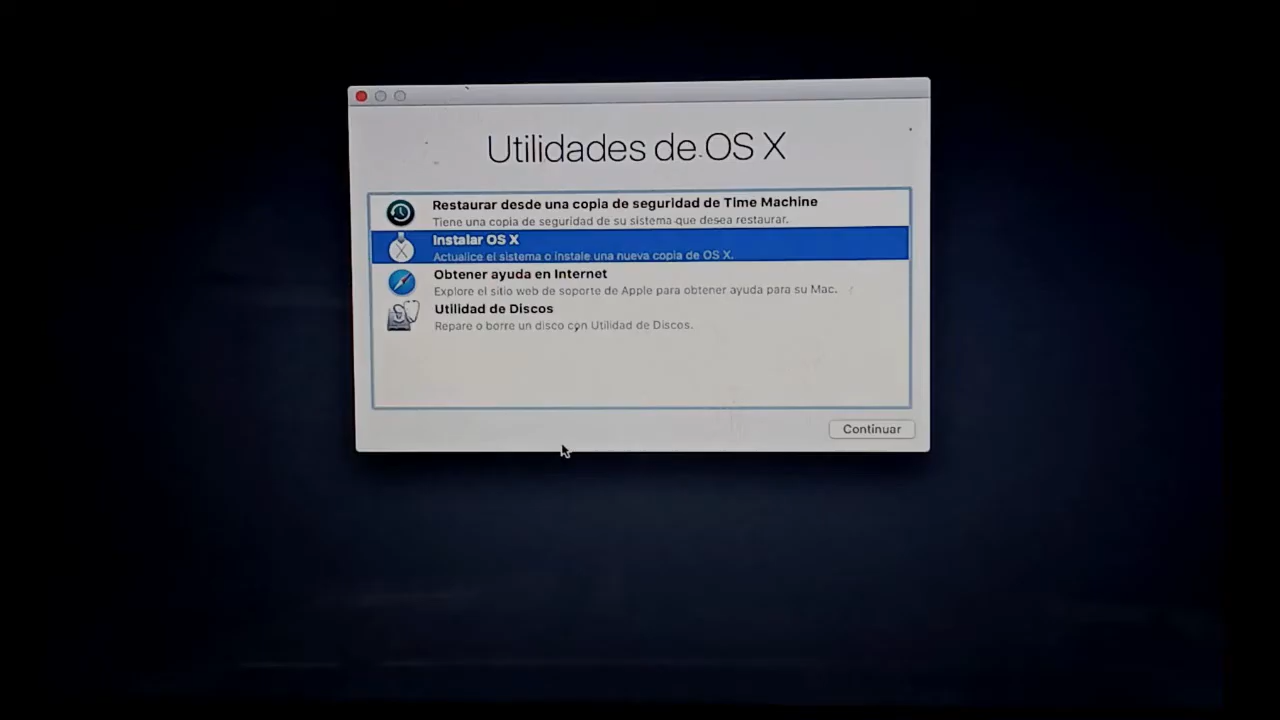 Utilidades de OS X
Restaurar desde una copia de seguridad de Time Machine
Tiene una copia de seguridad de su sistema que desea restaurar.
Instalar OS X
Actualice el sistema o instale una nueva copia de OS X.
Obtener ayuda en Internet
Explore el sitio web de soporte de Apple para obtener ayuda para su Mac.
Utilidad de Discos
Repare o borre un disco con Utilidad de Discos.
Continuar